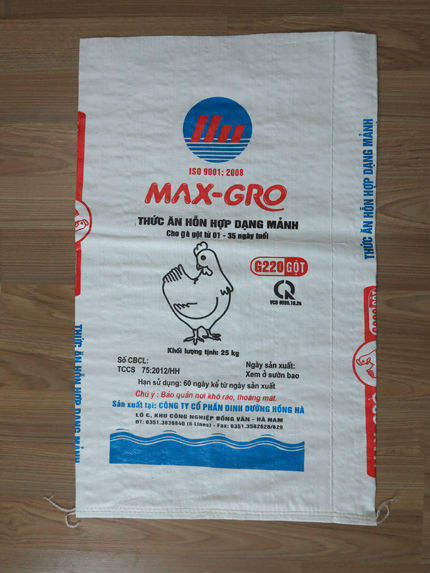 ISO 9001: 2008
MAX-GRO
THỨC ĂN HỖN HỢP DẠNG MẢNH
Cho gà gột từ 01 - 35 ngày tuổi
G220 GỘT
Khối lượng tịnh: 25 kg
Số CBCL:
TCCS 75:2012/HH
Ngày sản xuất:
Xem ở sườn bao
Hạn sử dụng: 60 ngày kể từ ngày sản xuất
Chú ý: Bảo quản nơi khô ráo, thoáng mát.
Sản xuất tại: CÔNG TY CỔ PHẦN DINH DƯỠNG HỒNG HÀ
LÔ C, KHU CÔNG NGHIỆP ĐỒNG VĂN - HÀ NAM
THỨC ĂN HỖN HỢP DẠNG MẢNH
THỨC ĂN HỖN HỢP DẠNG MẢNH